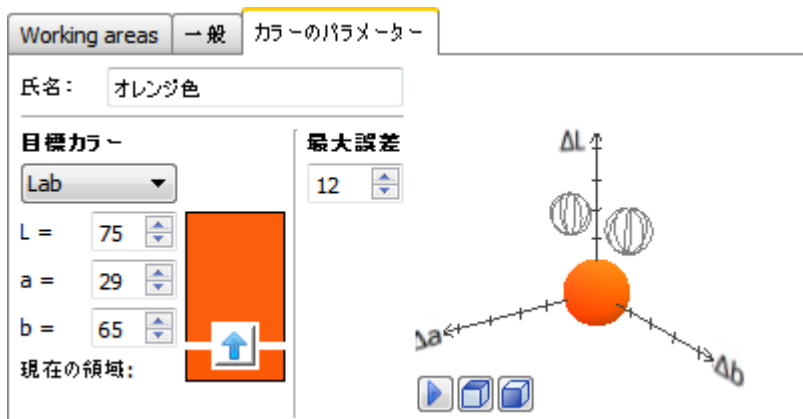 Working areas 一般 カラーのパラメーター
氏名: オレンジ色
目標カラー 最大誤差
Lab 12
L = 75
a = 29
b = 65
現在の領域:
ΔL
Δa
Δb